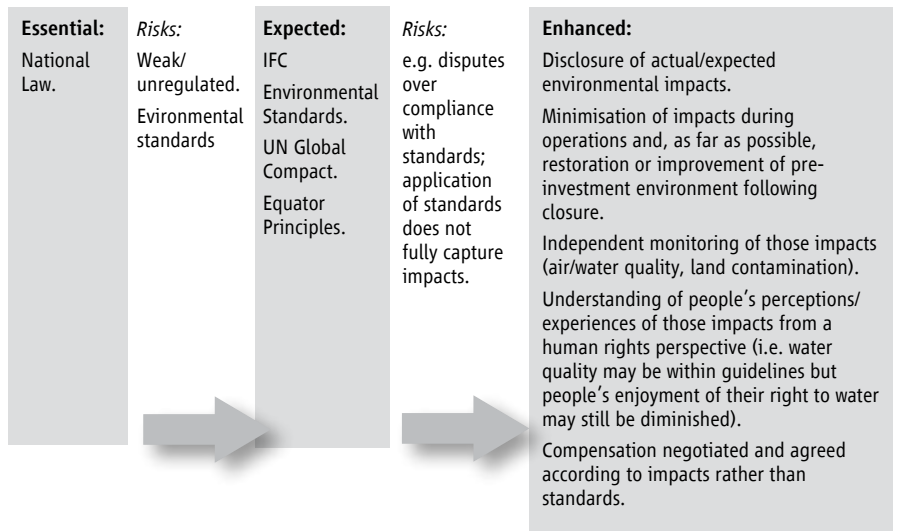 Essential:
National
Law.
Risks:
Weak/
unregulated.
Evironmental
standards
Expected:
IFC
Environmental
Standards.
UN Global
Compact.
Equator
Principles.
Risks:
e.g. disputes
over
compliance
with
standards;
application
of standards
does not
fully capture
impacts.
Enhanced:
Disclosure of actual/expected
environmental impacts.
Minimisation of impacts during
operations and, as far as possible,
restoration or improvement of pre-
investment environment following
closure.
Independent monitoring of those impacts
(air/water quality, land contamination).
Understanding of people’s perceptions/
experiences of those impacts from a
human rights perspective (i.e. water
quality may be within guidelines but
people’s enjoyment of their right to water
may still be diminished).
Compensation negotiated and agreed
according to impacts rather than
standards.